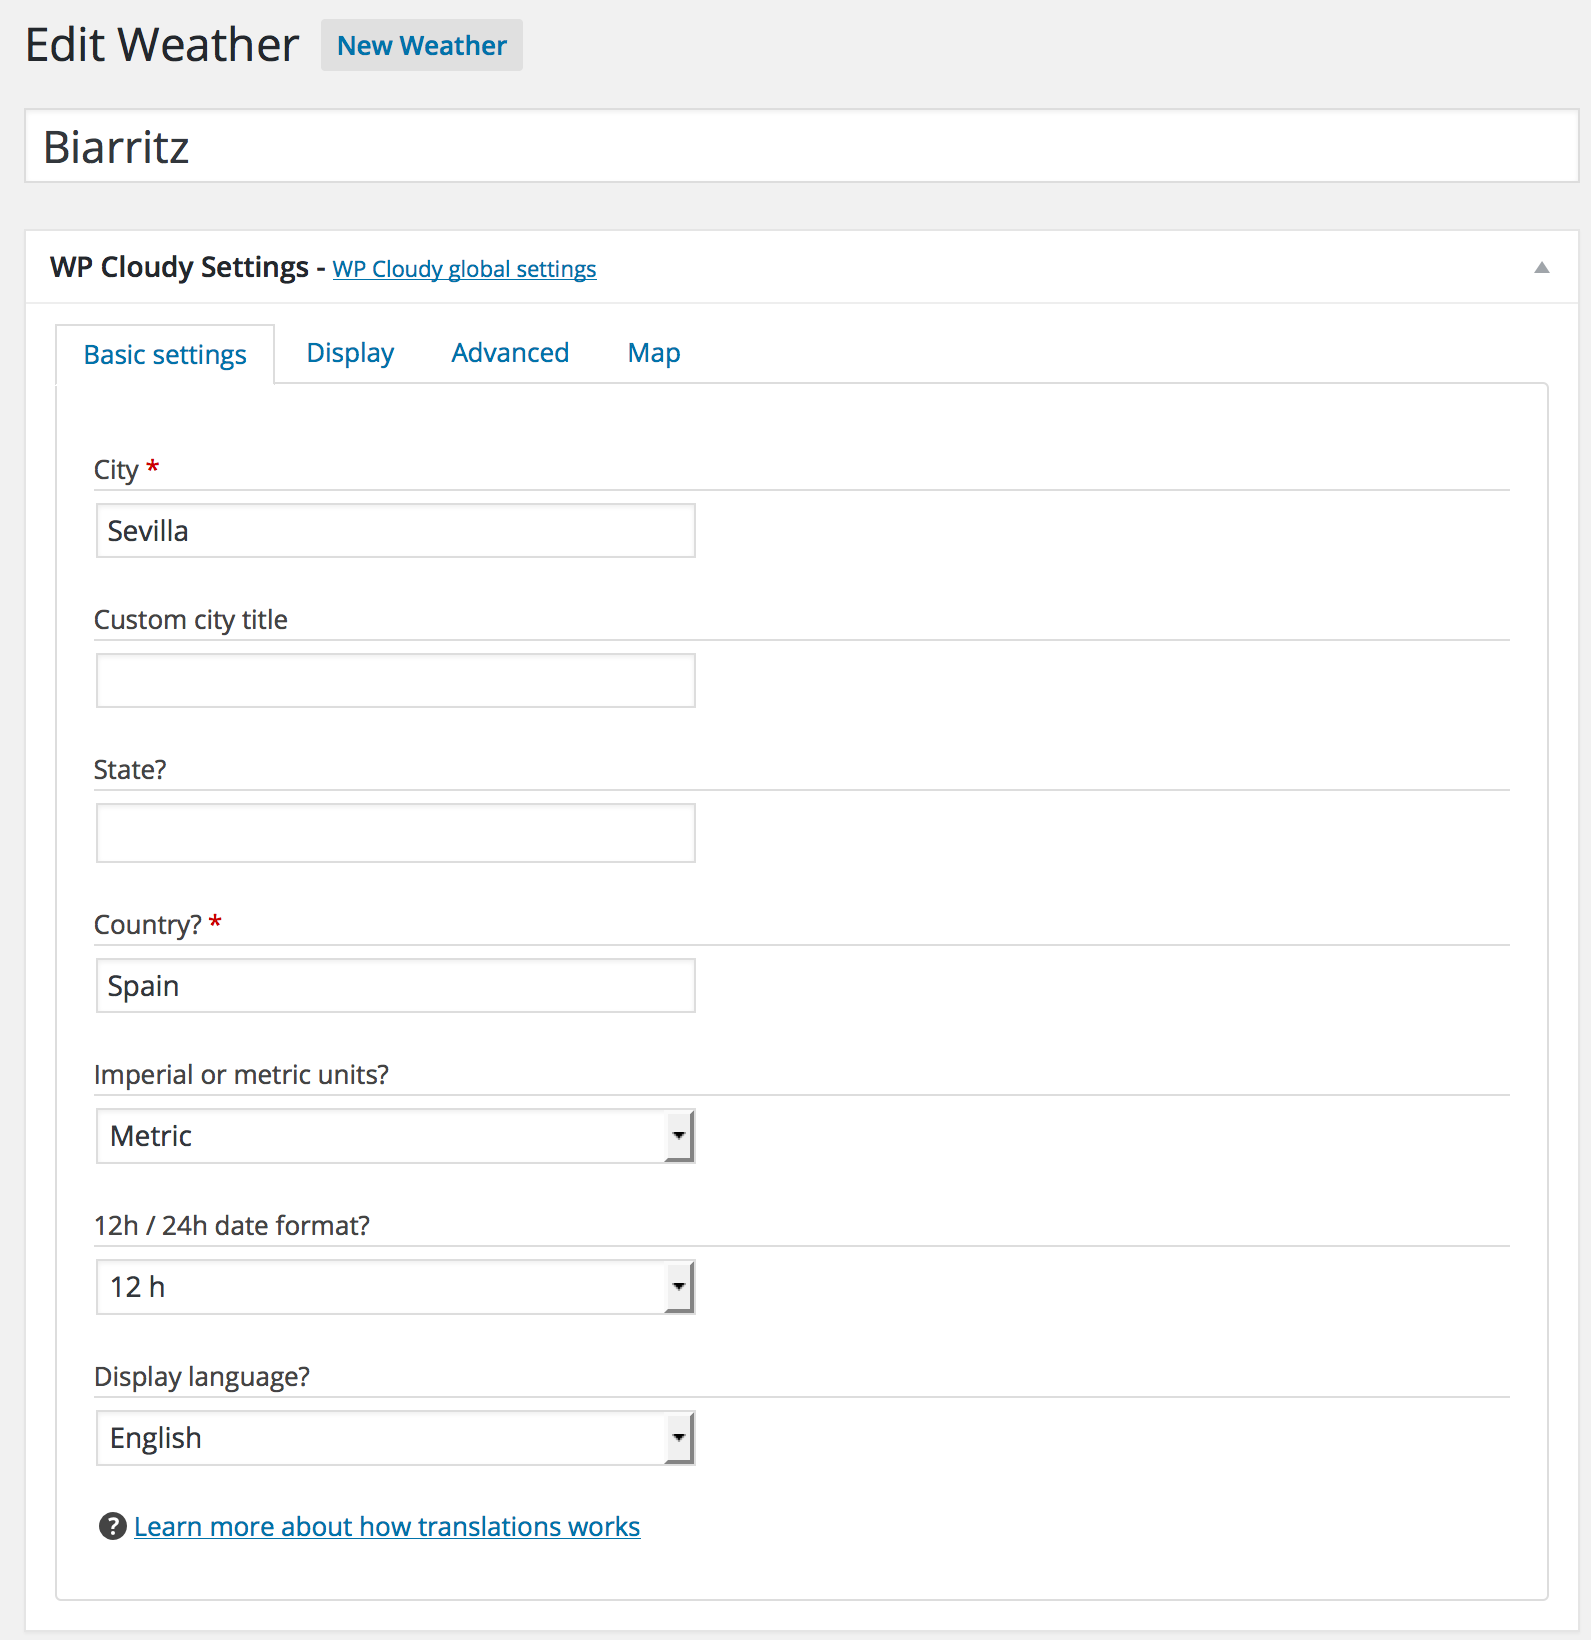 Edit Weather New Weather
Biarritz
WP Cloudy Settings - WP Cloudy global settings
Basic settings Display Advanced Map
City *
Sevilla
Custom city title
State?
Country? *
Spain
Imperial or metric units?
Metric
12h / 24h date format?
12 h
Display language?
English
? Learn more about how translations works